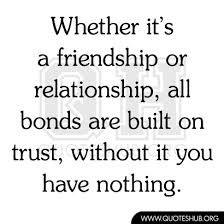 Whether it's
a friendship or
relationship, all
bonds are built on
trust, without it you
have nothing.
WWW.QUOTESHUB.ORG